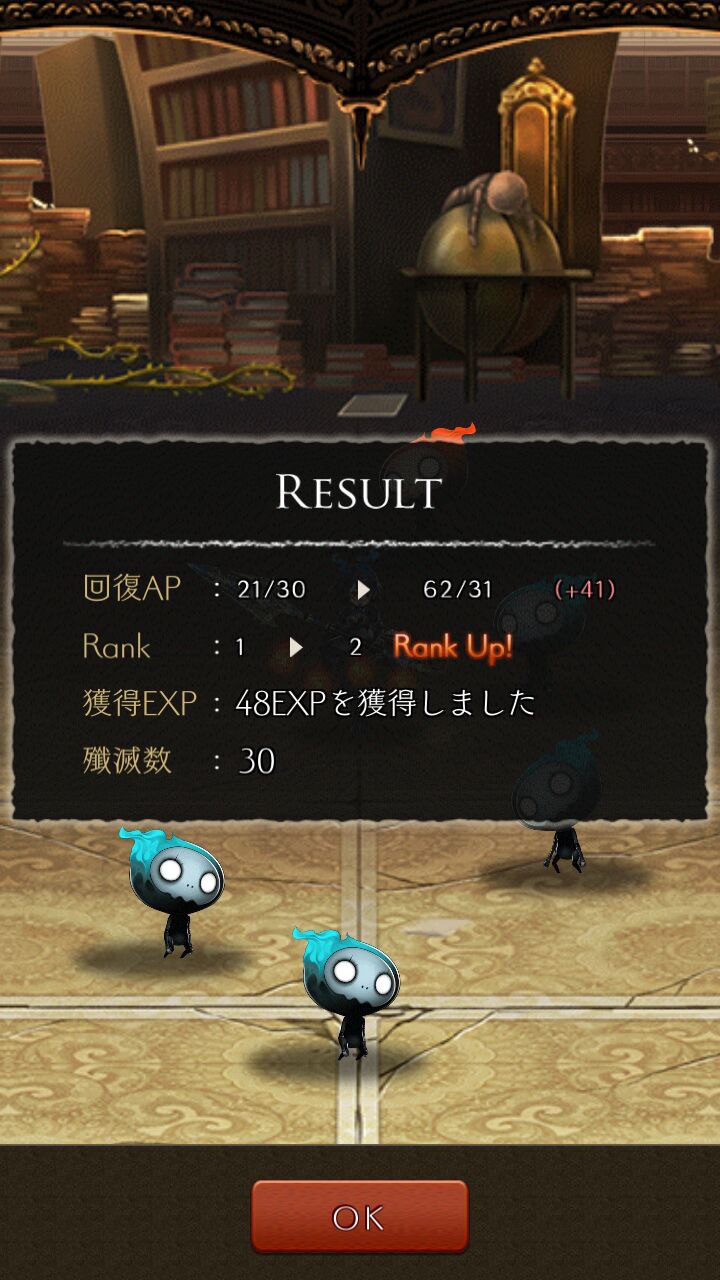 RESULT
回復AP : 21/30 ▶ 62/31 (+41)
Rank : 1 ▶ 2 Rank Up!
獲得EXP : 48EXPを獲得しました
殲滅数 : 30
OK